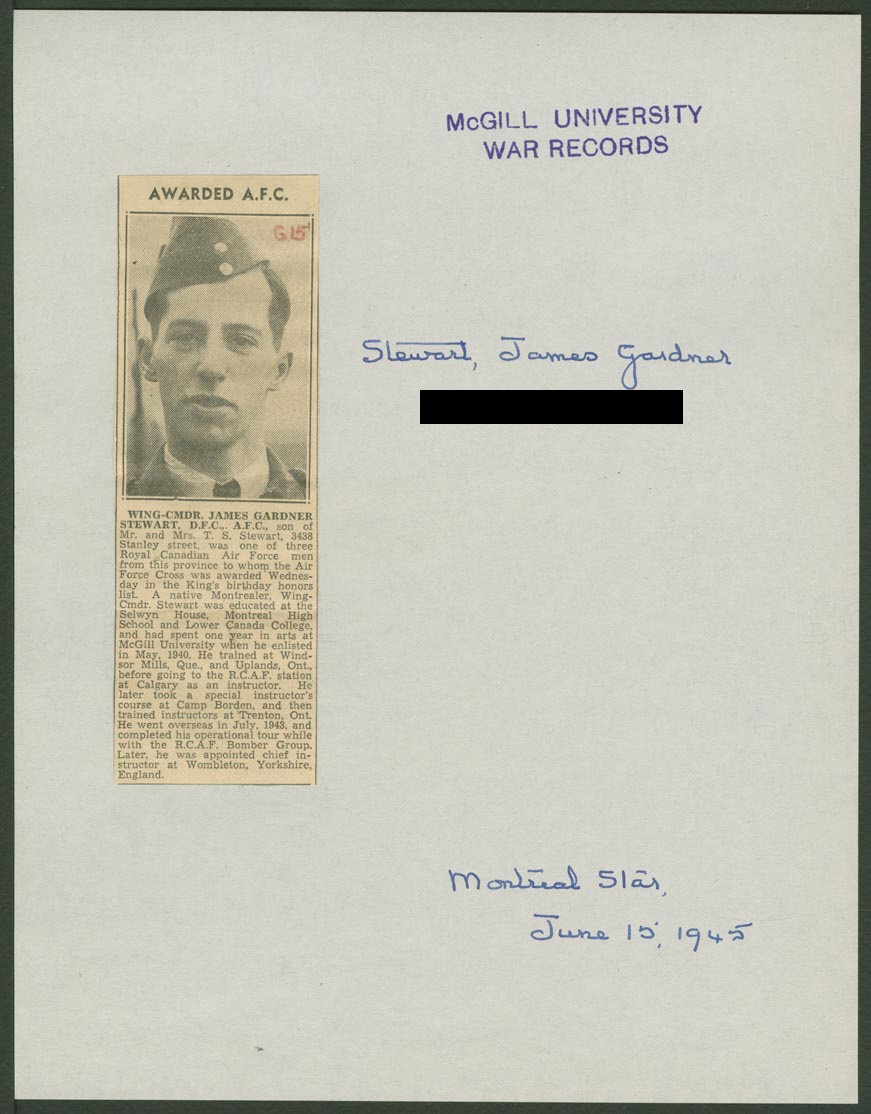 McGILL UNIVERSITY
WAR RECORDS
AWARDED A.F.C.
G.15
Stewart, James Gardner
WING-CMDR. JAMES GARDNER
STEWART, D.F.C., A.F.C., son of
Mr. and Mrs. T. S. Stewart, 3438
Stanley street, was one of three
Royal Canadian Air Force men
from this province to whom the Air
Force Cross was awarded Wednes-
day in the King's birthday honors
list. A native Montrealer, Wing-
Cmdr. Stewart was educated at the
Selwyn House, Montreal High
School and Lower Canada College,
and had spent one year in arts at
McGill University when he enlisted
in May, 1940. He trained at Wind-
sor Mills, Que., and Uplands, Ont.,
before going to the R.C.A.F. station
at Calgary as an instructor. He
later took a special instructor's
course at Camp Borden, and then
trained instructors at Trenton, Ont.
He went overseas in July, 1943, and
completed his operational tour while
with the R.C.A.F. Bomber Group.
Later, he was appointed chief in-
structor at Wombleton, Yorkshire,
England.
Montreal Star,
June 15, 1945